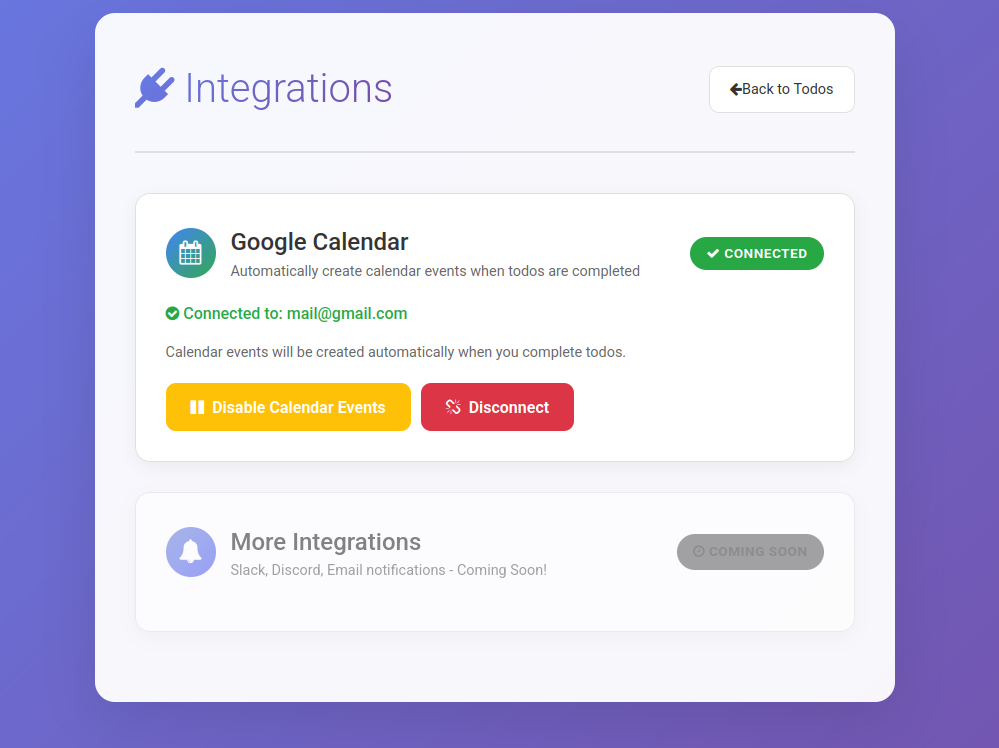 Integrations
Back to Todos
Google Calendar
Automatically create calendar events when todos are completed
CONNECTED
Connected to: mail@gmail.com
Calendar events will be created automatically when you complete todos.
Disable Calendar Events
Disconnect
More Integrations
Slack, Discord, Email notifications - Coming Soon!
COMING SOON